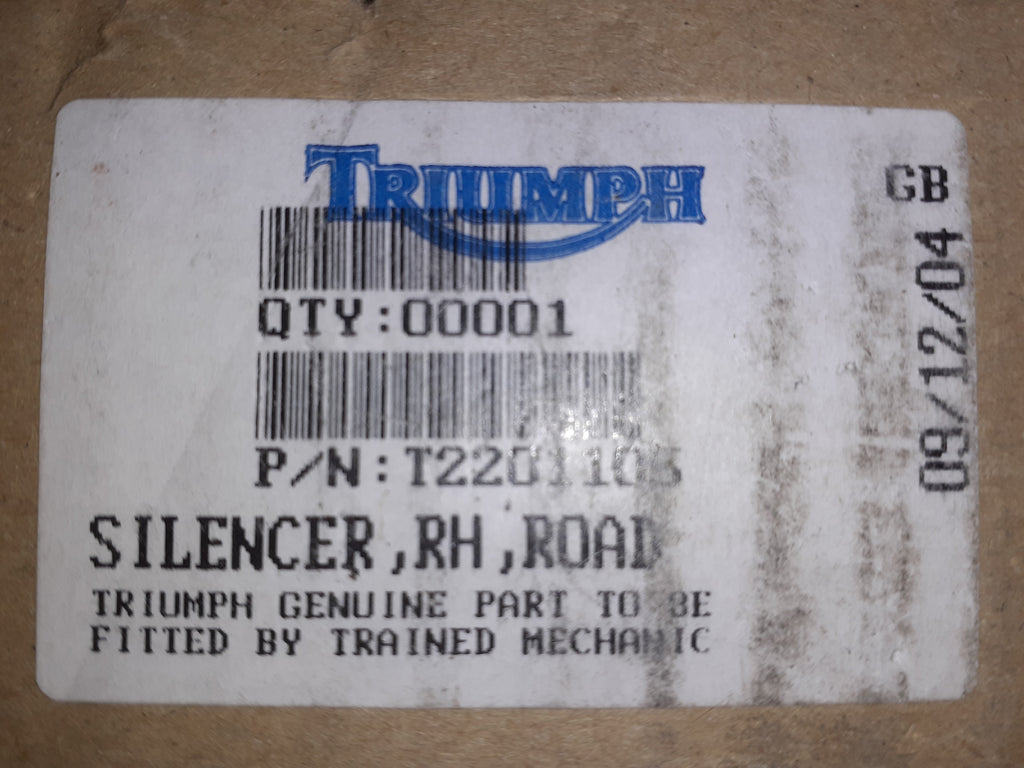 TRIUMPH
GB
09/12/04
QTY:00001
P/N:
SILENCER,RH,ROAD
TRIUMPH GENUINE PART TO BE
FITTED BY TRAINED MECHANIC